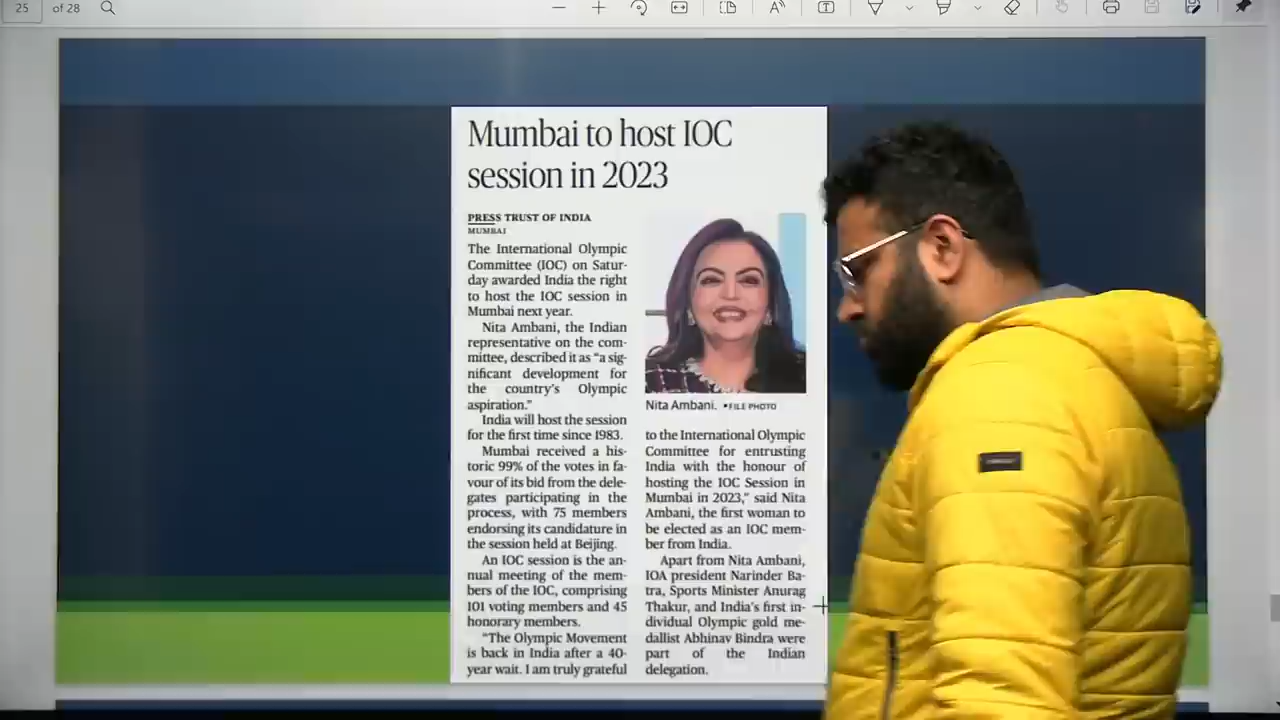 25 of 28
Mumbai to host IOC
session in 2023
PRESS TRUST OF INDIA
MUMBAI
The International Olympic
Committee (IOC) on Satur-
day awarded India the right
to host the IOC session in
Mumbai next year.
Nita Ambani, the Indian
representative on the com-
mittee, described it as “a sig-
nificant development for
the country’s Olympic
aspiration.”
India will host the session
for the first time since 1983.
Mumbai received a his-
toric 99% of the votes in fa-
vour of its bid from the dele-
gates participating in the
process, with 75 members
endorsing its candidature in
the session held at Beijing.
An IOC session is the an-
nual meeting of the mem-
bers of the IOC, comprising
101 voting members and 45
honorary members.
“The Olympic Movement
is back in India after a 40-
year wait. I am truly grateful
Nita Ambani. •FILE PHOTO
to the International Olympic
Committee for entrusting
India with the honour of
hosting the IOC Session in
Mumbai in 2023,” said Nita
Ambani, the first woman to
be elected as an IOC mem-
ber from India.
Apart from Nita Ambani,
IOA president Narinder Ba-
tra, Sports Minister Anurag
Thakur, and India’s first in-
dividual Olympic gold me-
dallist Abhinav Bindra were
part of the Indian
delegation.